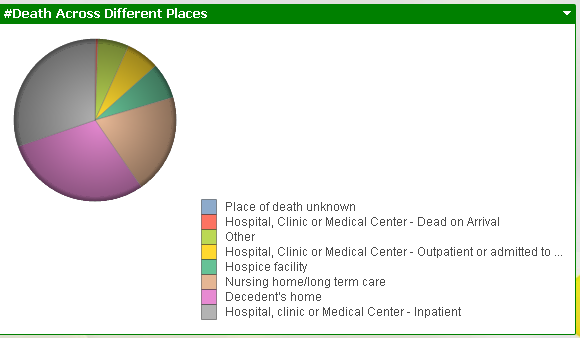 #Death Across Different Places
Place of death unknown
Hospital, Clinic or Medical Center - Dead on Arrival
Other
Hospital, Clinic or Medical Center - Outpatient or admitted to ...
Hospice facility
Nursing home/long term care
Decedent's home
Hospital, clinic or Medical Center - Inpatient